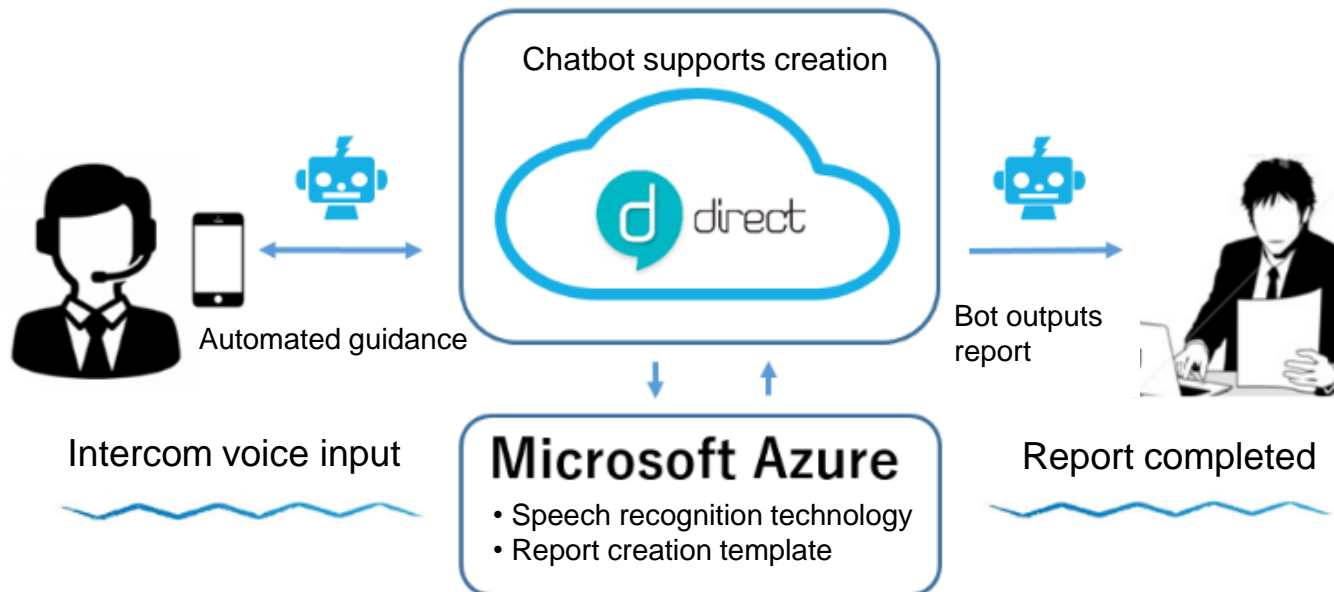 Chatbot supports creation
d direct
Automated guidance
Bot outputs
report
Intercom voice input
Microsoft Azure
• Speech recognition technology
• Report creation template
Report completed